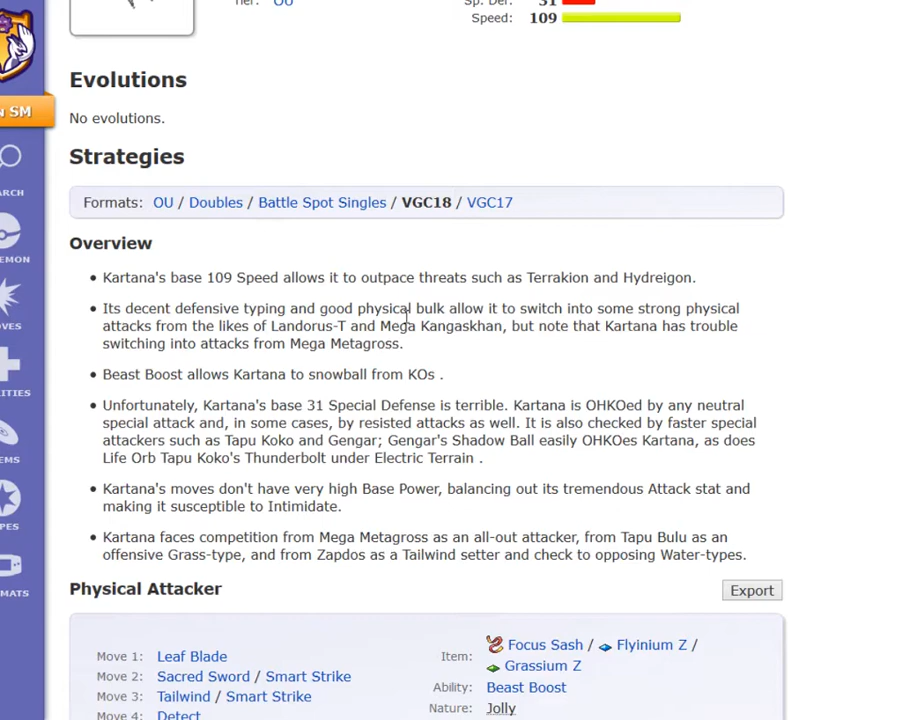 Tier: OU
Sp. Def: 31
Speed: 109
Evolutions
SM
No evolutions.
Strategies
Formats: OU / Doubles / Battle Spot Singles / VGC18 / VGC17
Overview
• Kartana's base 109 Speed allows it to outpace threats such as Terrakion and Hydreigon.
• Its decent defensive typing and good physical bulk allow it to switch into some strong physical
attacks from the likes of Landorus-T and Mega Kangaskhan, but note that Kartana has trouble
switching into attacks from Mega Metagross.
• Beast Boost allows Kartana to snowball from KOs .
• Unfortunately, Kartana's base 31 Special Defense is terrible. Kartana is OHKOed by any neutral
special attack and, in some cases, by resisted attacks as well. It is also checked by faster special
attackers such as Tapu Koko and Gengar; Gengar's Shadow Ball easily OHKOes Kartana, as does
Life Orb Tapu Koko's Thunderbolt under Electric Terrain .
• Kartana's moves don't have very high Base Power, balancing out its tremendous Attack stat and
making it susceptible to Intimidate.
• Kartana faces competition from Mega Metagross as an all-out attacker, from Tapu Bulu as an
offensive Grass-type, and from Zapdos as a Tailwind setter and check to opposing Water-types.
Physical Attacker
Export
Move 1: Leaf Blade
Move 2: Sacred Sword / Smart Strike
Move 3: Tailwind / Smart Strike
Move 4: Detect
Item: Focus Sash / Flyinium Z /
Grassium Z
Ability: Beast Boost
Nature: Jolly
ARCH
EMON
VES
ITIES
EMS
PES
MATS